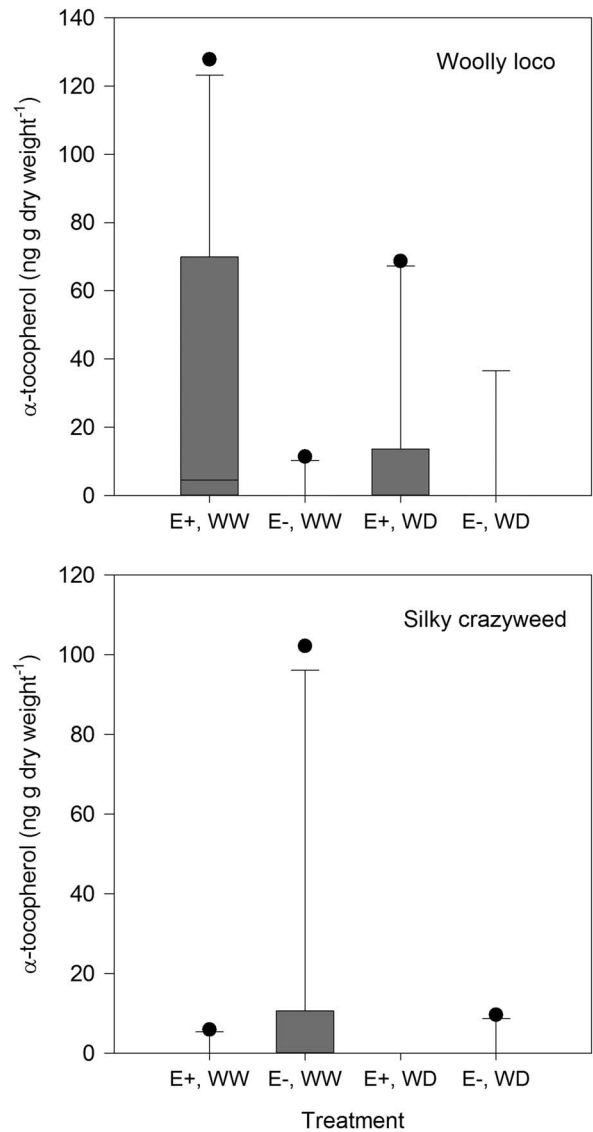 Woolly loco
α-tocopherol (ng g dry weight⁻¹)
140
120
100
80
60
40
20
0
E+, WW E-, WW E+, WD E-, WD
Silky crazyweed
α-tocopherol (ng g dry weight⁻¹)
120
100
80
60
40
20
0
E+, WW E-, WW E+, WD E-, WD
Treatment